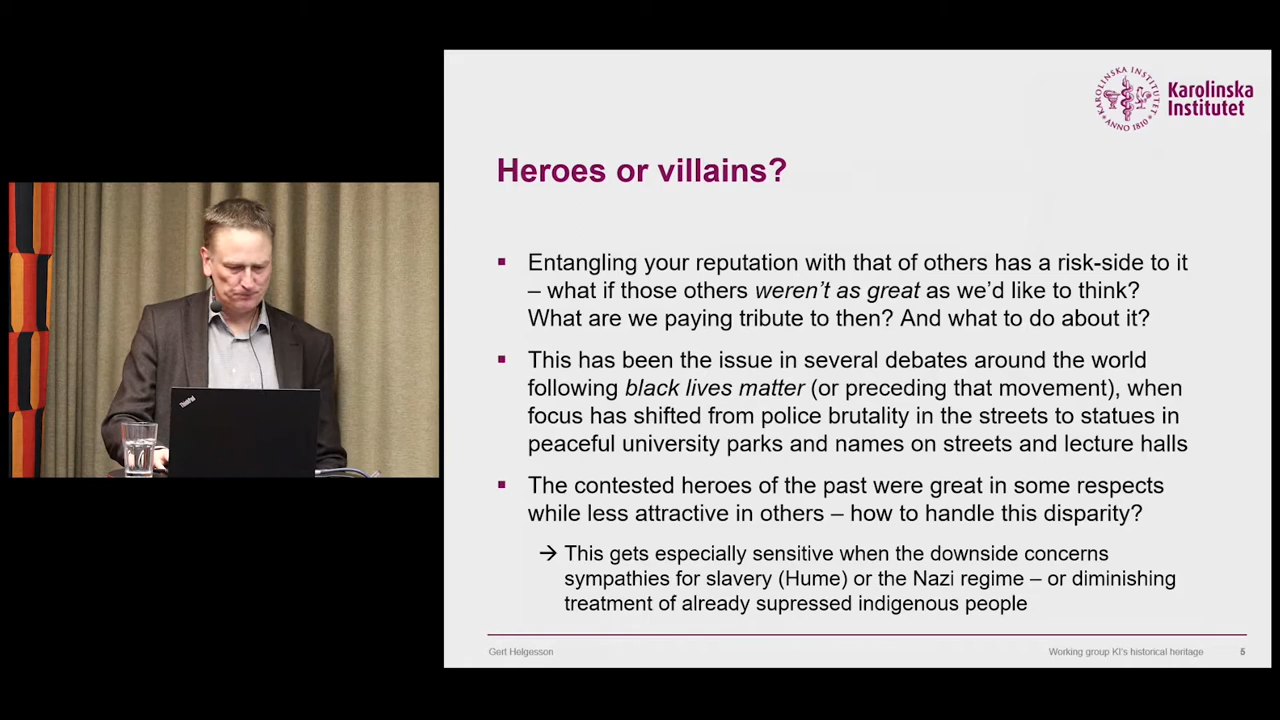 KAROLINSKA INSTITUTET
ANNO 1810
Karolinska
Institutet
Heroes or villains?
▪ Entangling your reputation with that of others has a risk-side to it
– what if those others weren't as great as we'd like to think?
What are we paying tribute to then? And what to do about it?
▪ This has been the issue in several debates around the world
following black lives matter (or preceding that movement), when
focus has shifted from police brutality in the streets to statues in
peaceful university parks and names on streets and lecture halls
▪ The contested heroes of the past were great in some respects
while less attractive in others – how to handle this disparity?
→ This gets especially sensitive when the downside concerns
sympathies for slavery (Hume) or the Nazi regime – or diminishing
treatment of already supressed indigenous people
Gert Helgesson
Working group KI's historical heritage
5
ThinkPad